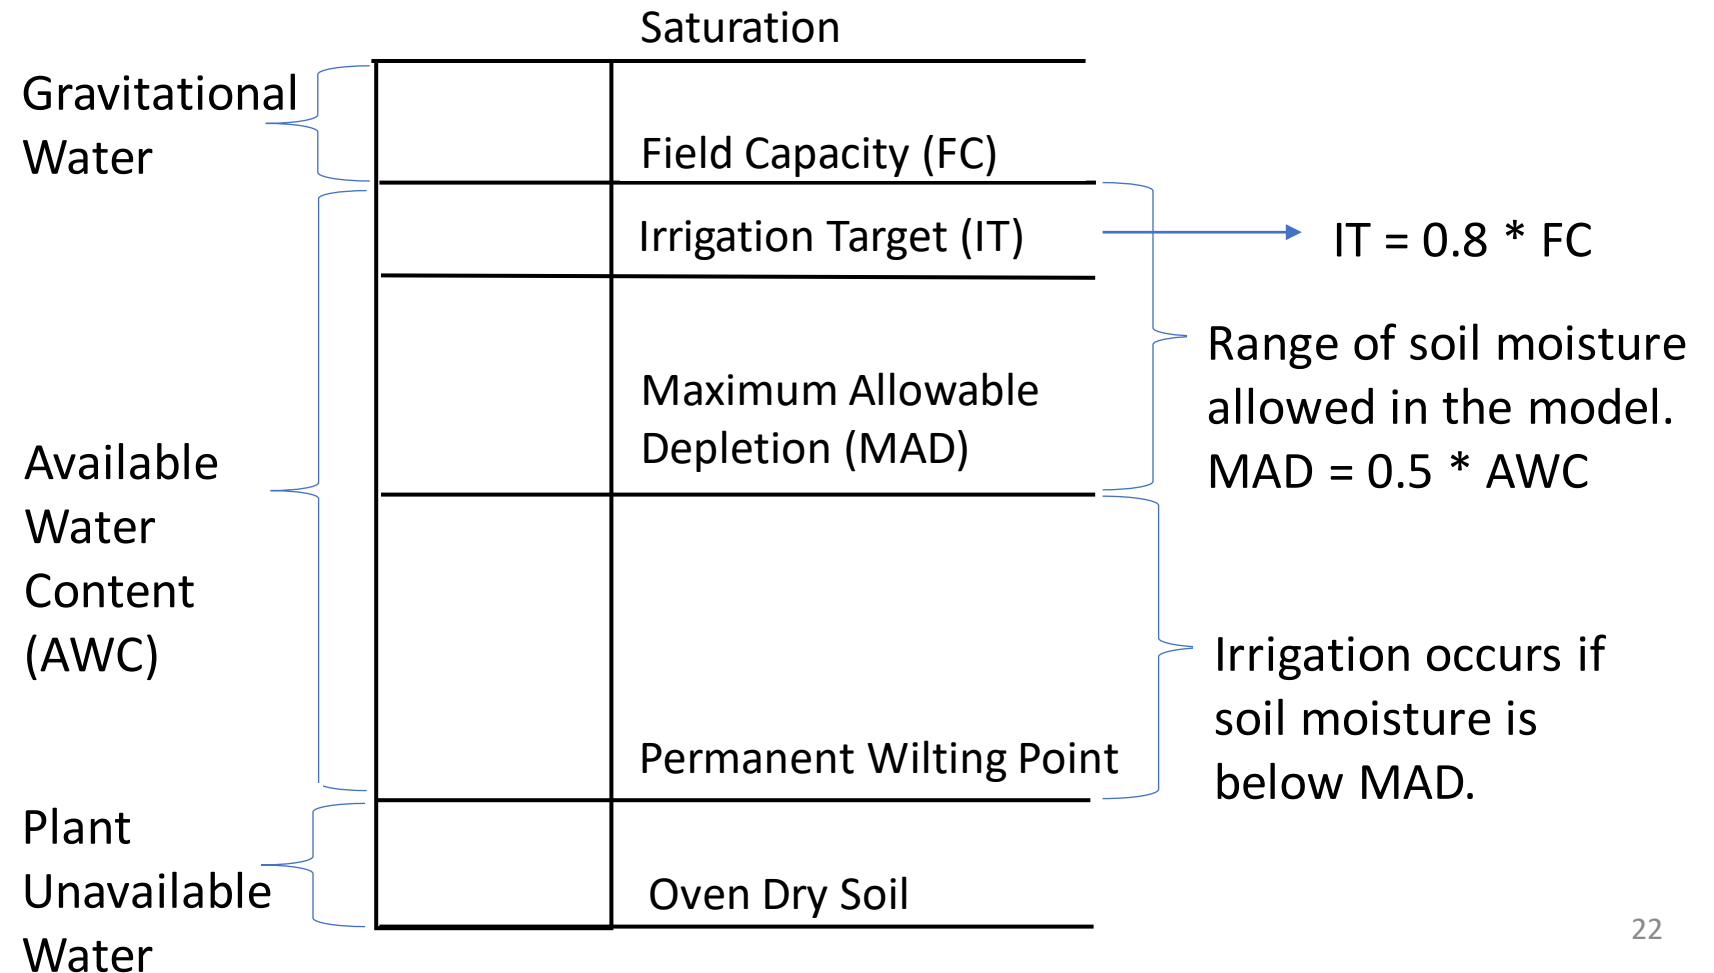 Saturation
Gravitational
Water
Field Capacity (FC)
Irrigation Target (IT)
IT = 0.8 * FC
Range of soil moisture
allowed in the model.
MAD = 0.5 * AWC
Maximum Allowable
Depletion (MAD)
Available
Water
Content
(AWC)
Irrigation occurs if
soil moisture is
below MAD.
Permanent Wilting Point
Plant
Unavailable
Water
Oven Dry Soil
22